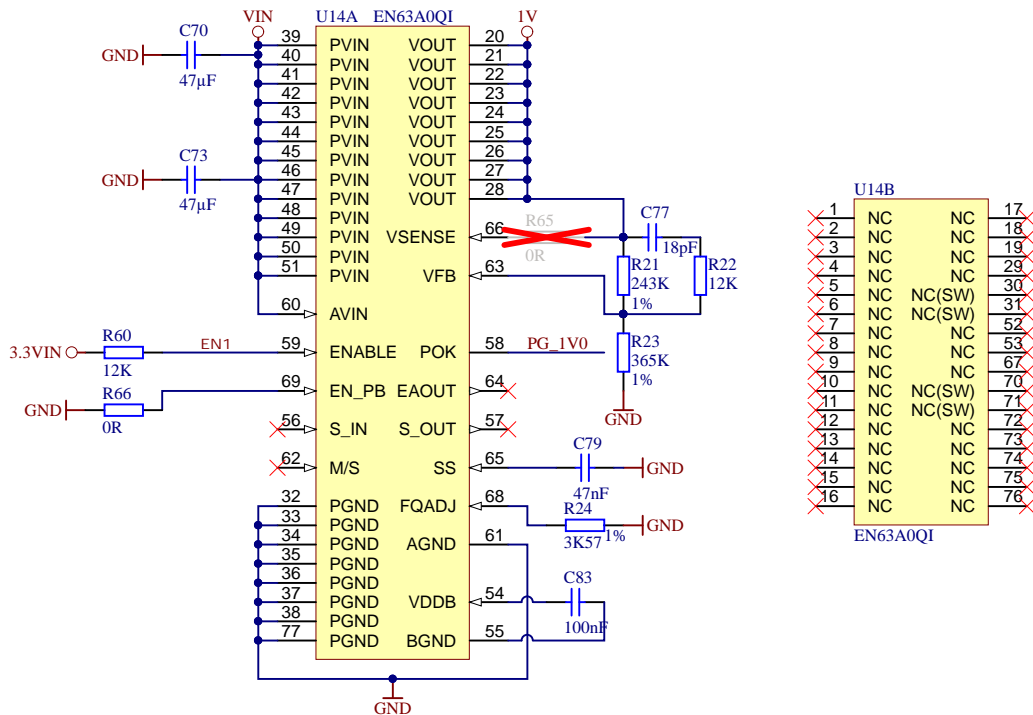 VIN U14A EN63A0QI 1V
C70
GND
47µF
C73
GND
47µF
39 PVIN VOUT 20
40 PVIN VOUT 21
41 PVIN VOUT 22
42 PVIN VOUT 23
43 PVIN VOUT 24
44 PVIN VOUT 25
45 PVIN VOUT 26
46 PVIN VOUT 27
47 PVIN VOUT 28
48 PVIN
49 PVIN VSENSE 66
50 PVIN
51 PVIN VFB 63
60 AVIN
R65
0R
C77
18pF
R21
243K
1%
R22
12K
R23
365K
1%
GND
3.3VIN R60 EN1 59 ENABLE POK 58 PG_1V0
12K
GND R66 69 EN_PB EAOUT 64
0R
56 S_IN S_OUT 57
62 M/S SS 65
C79
GND
47nF
32 PGND FQADJ 68
R24
GND
3K57 1%
33 PGND
34 PGND AGND 61
35 PGND
36 PGND
37 PGND VDDB 54
38 PGND
77 PGND BGND 55
C83
100nF
GND
U14B
1 NC NC 17
2 NC NC 18
3 NC NC 19
4 NC NC 29
5 NC NC(SW) 30
6 NC NC(SW) 31
7 NC NC 52
8 NC NC 53
9 NC NC 67
10 NC NC(SW) 70
11 NC NC(SW) 71
12 NC NC 72
13 NC NC 73
14 NC NC 74
15 NC NC 75
16 NC NC 76
EN63A0QI